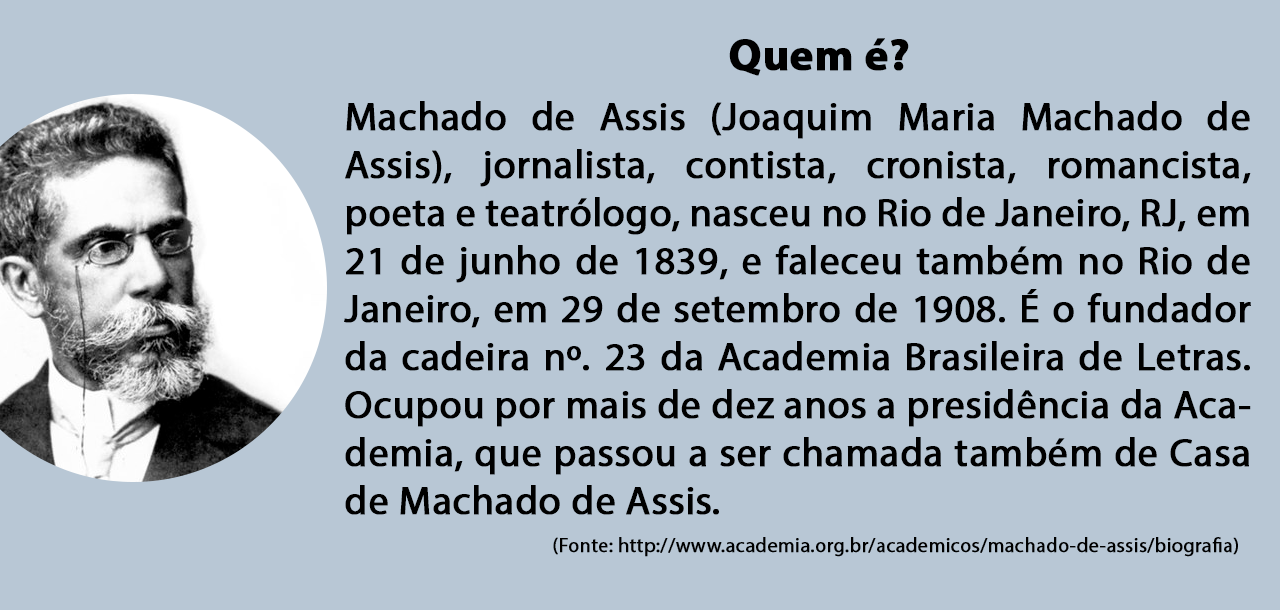 Quem é?
Machado de Assis (Joaquim Maria Machado de
Assis), jornalista, contista, cronista, romancista,
poeta e teatrólogo, nasceu no Rio de Janeiro, RJ, em
21 de junho de 1839, e faleceu também no Rio de
Janeiro, em 29 de setembro de 1908. É o fundador
da cadeira nº. 23 da Academia Brasileira de Letras.
Ocupou por mais de dez anos a presidência da Aca-
demia, que passou a ser chamada também de Casa
de Machado de Assis.
(Fonte: http://www.academia.org.br/academicos/machado-de-assis/biografia)